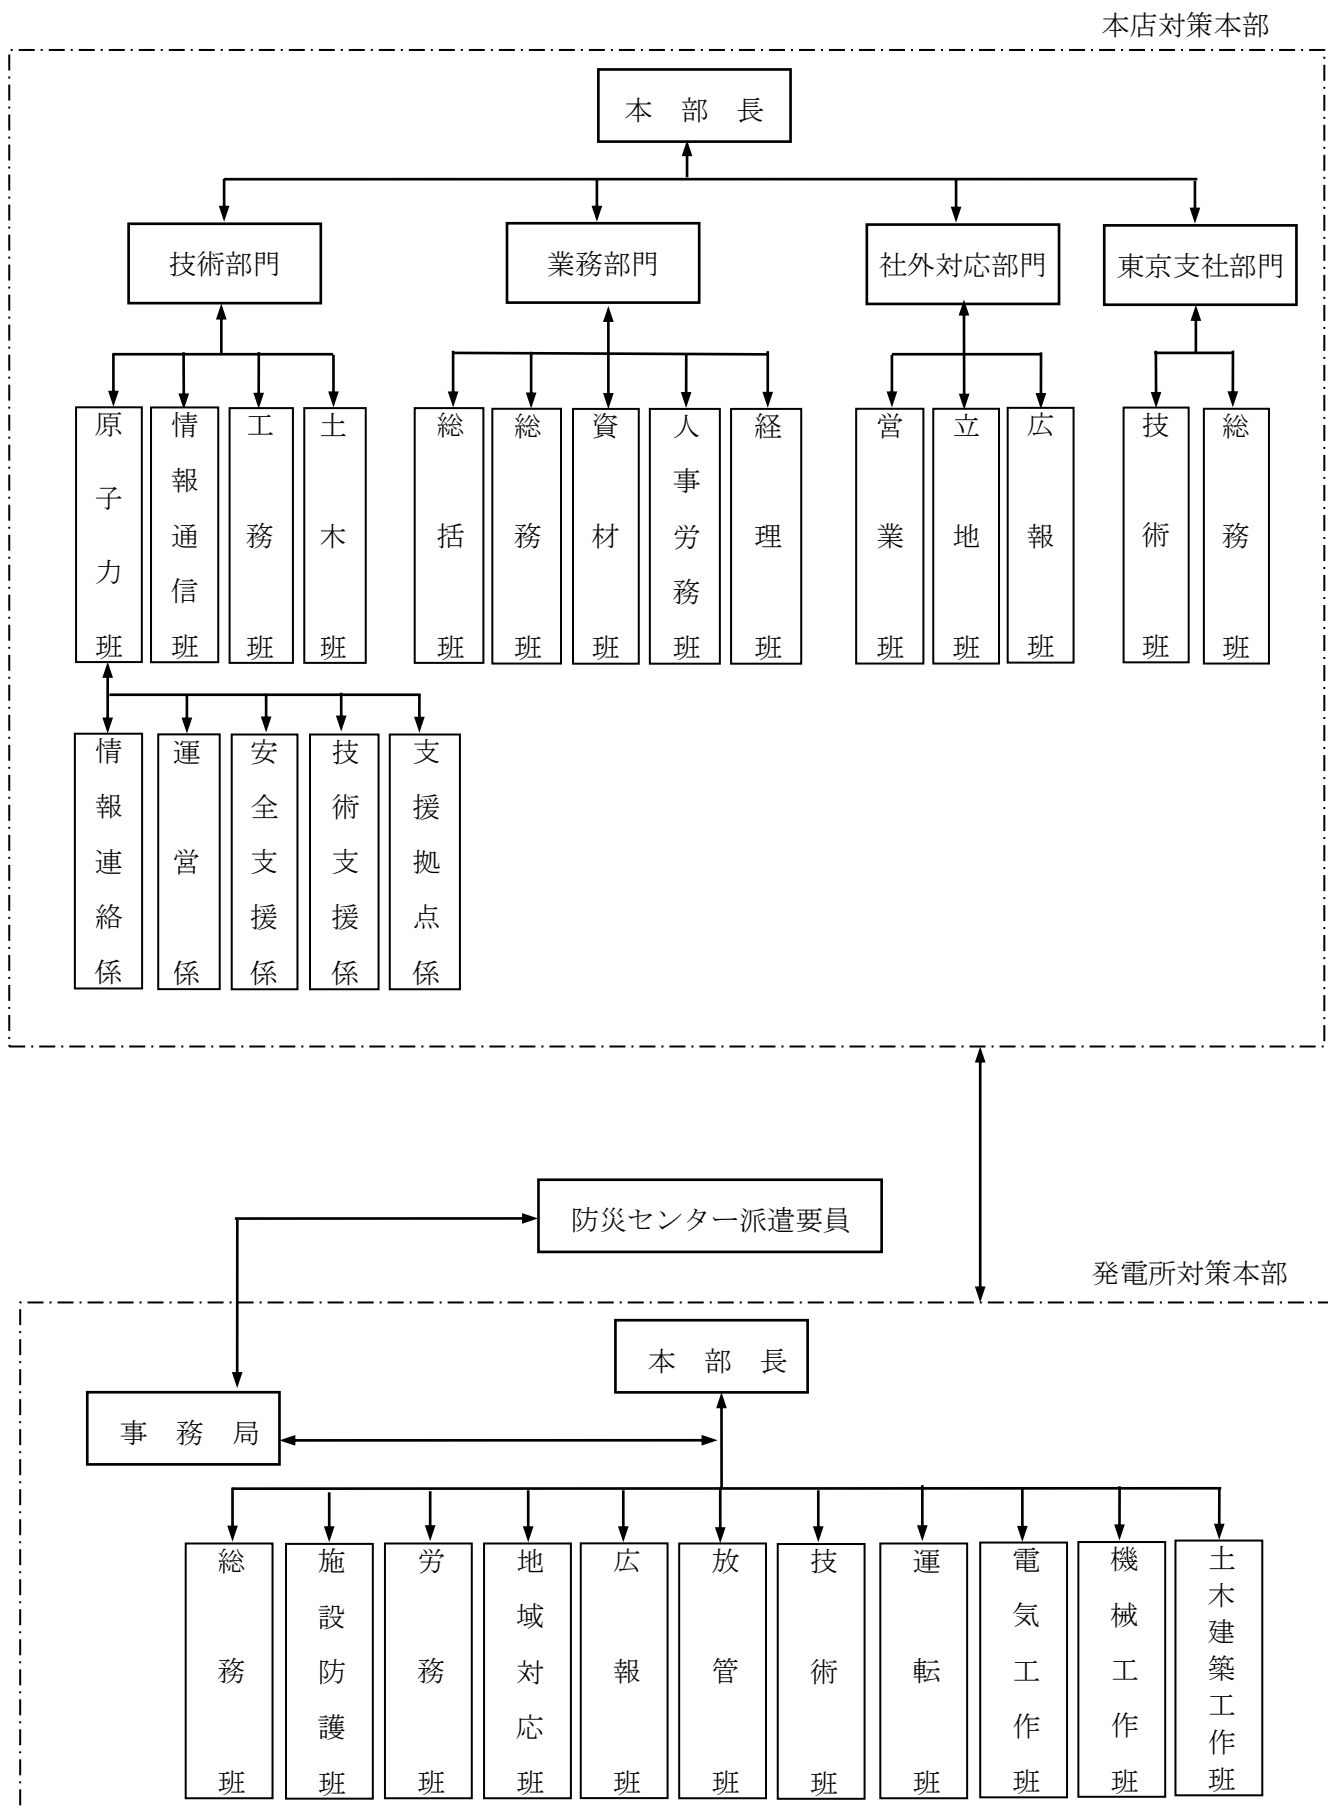 本店対策本部
本　部　長
技術部門
業務部門
社外対応部門
東京支社部門
原子力班
情報通信班
工務班
土木班
総括班
総務班
資材班
人事労務班
経理班
営業班
立地班
広報班
技術班
総務班
情報連絡係
運営係
安全支援係
技術支援係
支援拠点係
防災センター派遣要員
発電所対策本部
本　部　長
事　務　局
総務班
施設防護班
労務班
地域対応班
広報班
放管班
技術班
運転班
電気工作班
機械工作班
土木建築工作班